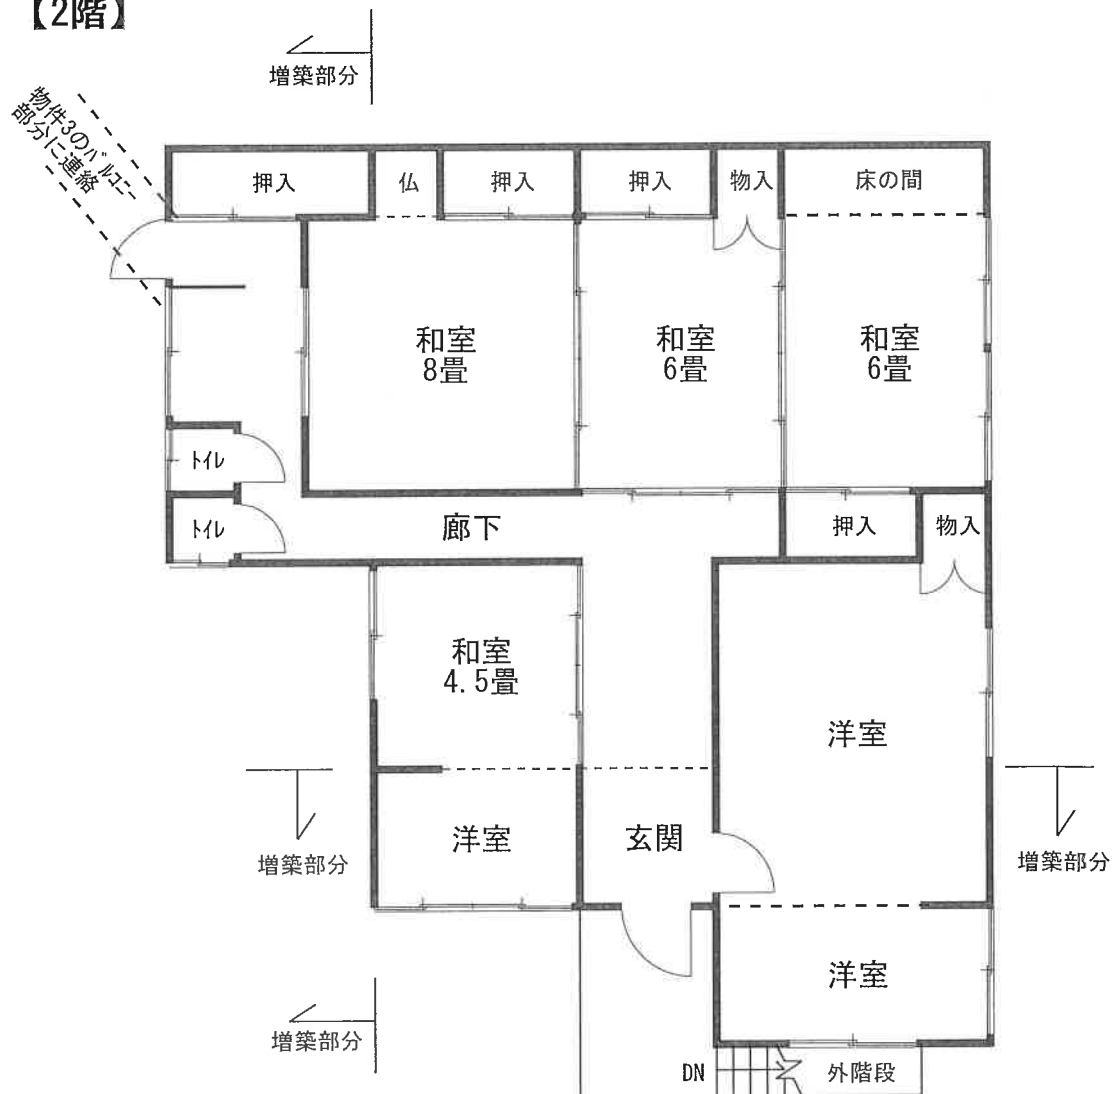 【2階】
増築部分
物件3のバルコニー
部分に連絡
押入
仏
押入
押入
物入
床の間
和室
8畳
和室
6畳
和室
6畳
トイレ
トイレ
廊下
押入
物入
和室
4.5畳
洋室
洋室
玄関
増築部分
増築部分
洋室
増築部分
DN
外階段